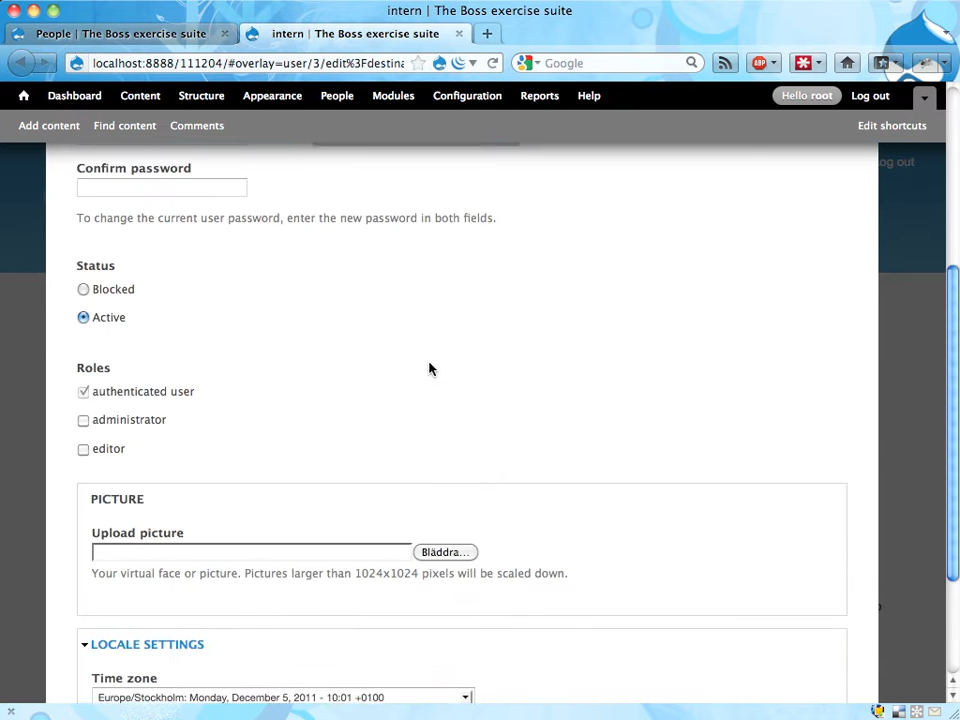 intern | The Boss exercise suite
People | The Boss exercise suite
intern | The Boss exercise suite
localhost:8888/111204/#overlay=user/3/edit%3Fdestina
Google
ABP
Dashboard
Content
Structure
Appearance
People
Modules
Configuration
Reports
Help
Hello root
Log out
Add content
Find content
Comments
Edit shortcuts
og out
Confirm password
To change the current user password, enter the new password in both fields.
Status
Blocked
Active
Roles
authenticated user
administrator
editor
PICTURE
Upload picture
Bläddra...
Your virtual face or picture. Pictures larger than 1024x1024 pixels will be scaled down.
LOCALE SETTINGS
Time zone
Europe/Stockholm: Monday, December 5, 2011 - 10:01 +0100